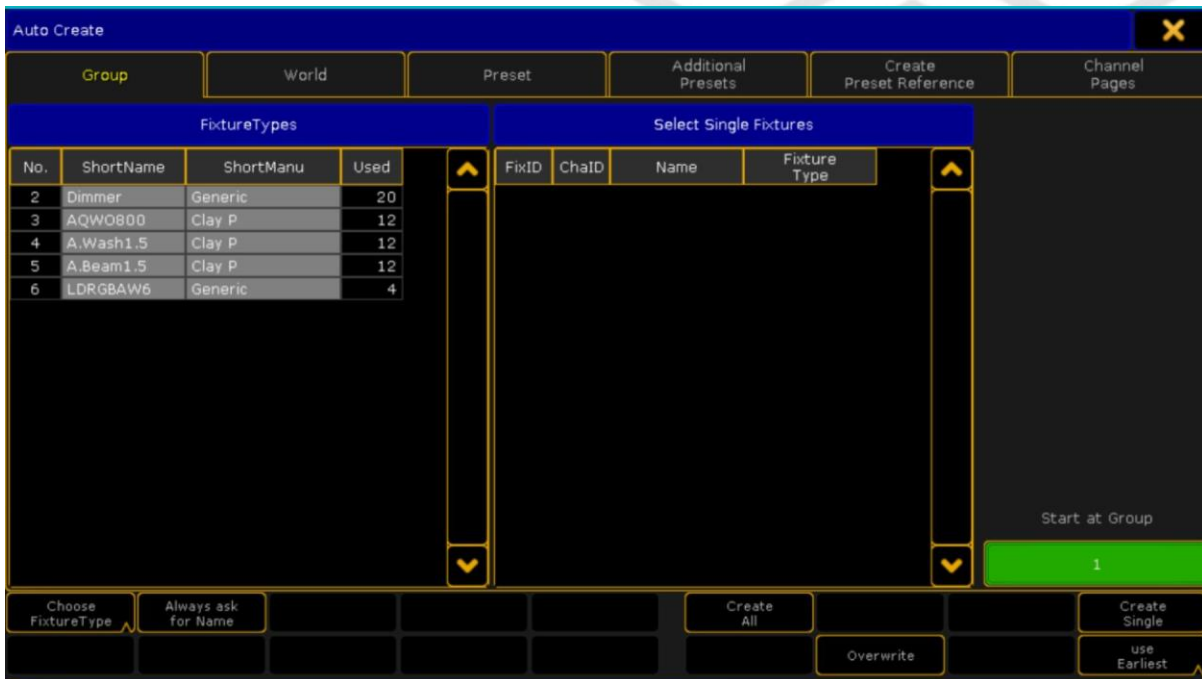 Auto Create
Group
World
Preset
Additional
Presets
Create
Preset Reference
Channel
Pages
FixtureTypes
Select Single Fixtures
No. ShortName ShortManu Used
2 Dimmer Generic 20
3 AQWO800 Clay P 12
4 A.Wash1.5 Clay P 12
5 A.Beam1.5 Clay P 12
6 LDRGBAW6 Generic 4
FixID ChaID Name Fixture
Type
Start at Group
1
Choose
FixtureType
Always ask
for Name
Create
All
Create
Single
Overwrite
use
Earliest